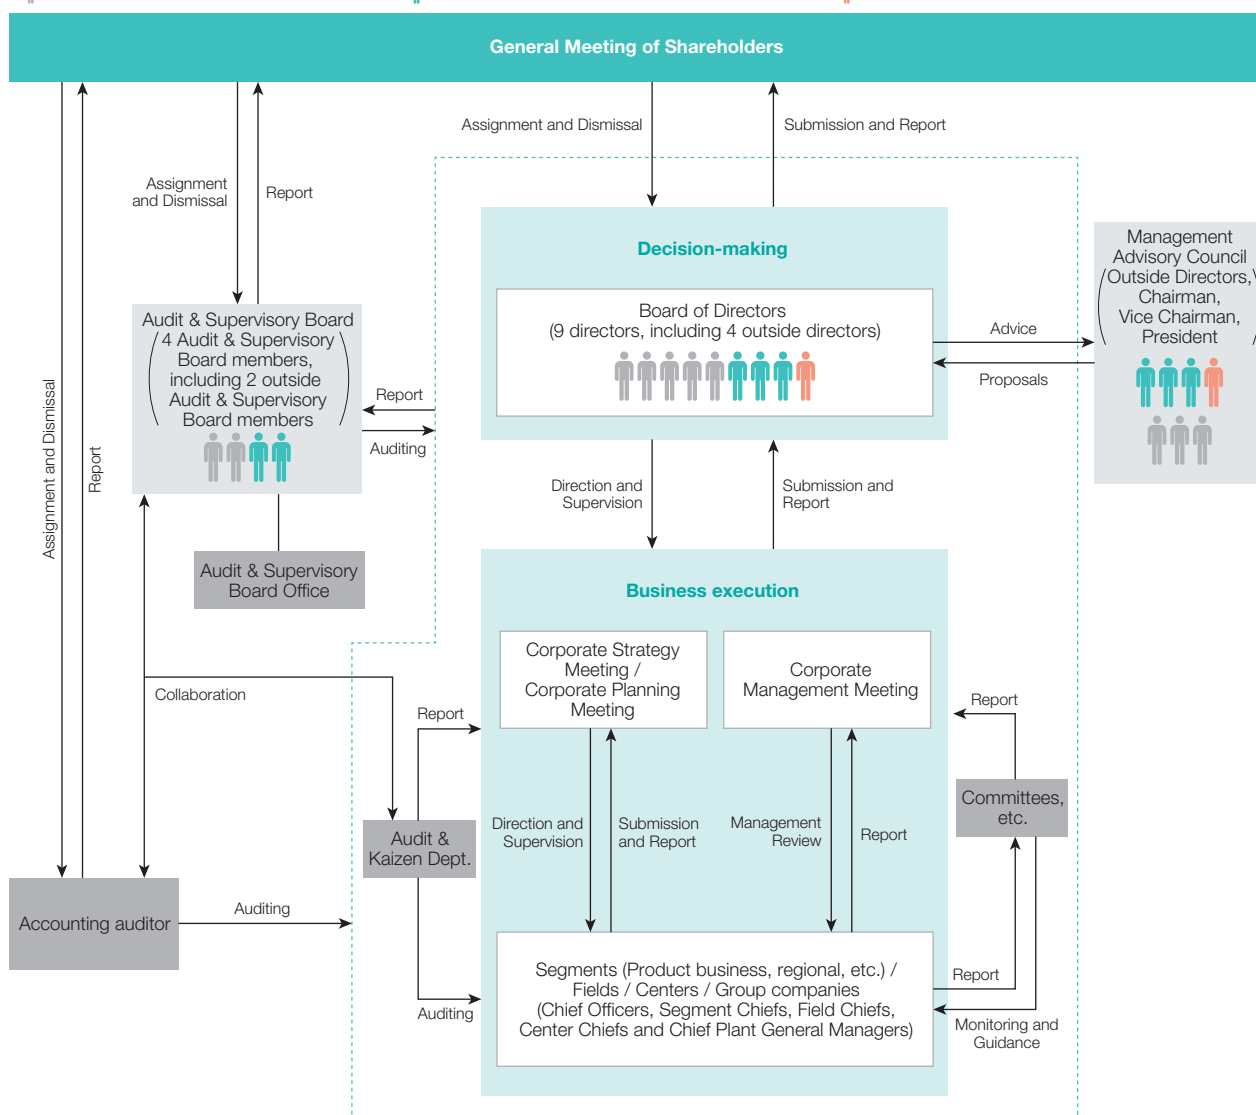 General Meeting of Shareholders
Assignment and Dismissal
Submission and Report
Assignment
and Dismissal
Report
Decision-making
Board of Directors
(9 directors, including 4 outside directors)
Management
Advisory Council
(Outside Directors,
Chairman,
Vice Chairman,
President)
Advice
Proposals
Audit & Supervisory Board
(4 Audit & Supervisory
Board members,
including 2 outside
Audit & Supervisory
Board members)
Report
Auditing
Assignment and Dismissal
Report
Direction and
Supervision
Submission and
Report
Audit & Supervisory
Board Office
Business execution
Corporate Strategy
Meeting /
Corporate Planning
Meeting
Corporate
Management Meeting
Collaboration
Report
Report
Audit &
Kaizen Dept.
Direction and
Supervision
Submission
and Report
Management
Review
Report
Committees,
etc.
Accounting auditor
Auditing
Auditing
Segments (Product business, regional, etc.) /
Fields / Centers / Group companies
(Chief Officers, Segment Chiefs, Field Chiefs,
Center Chiefs and Chief Plant General Managers)
Report
Monitoring and
Guidance